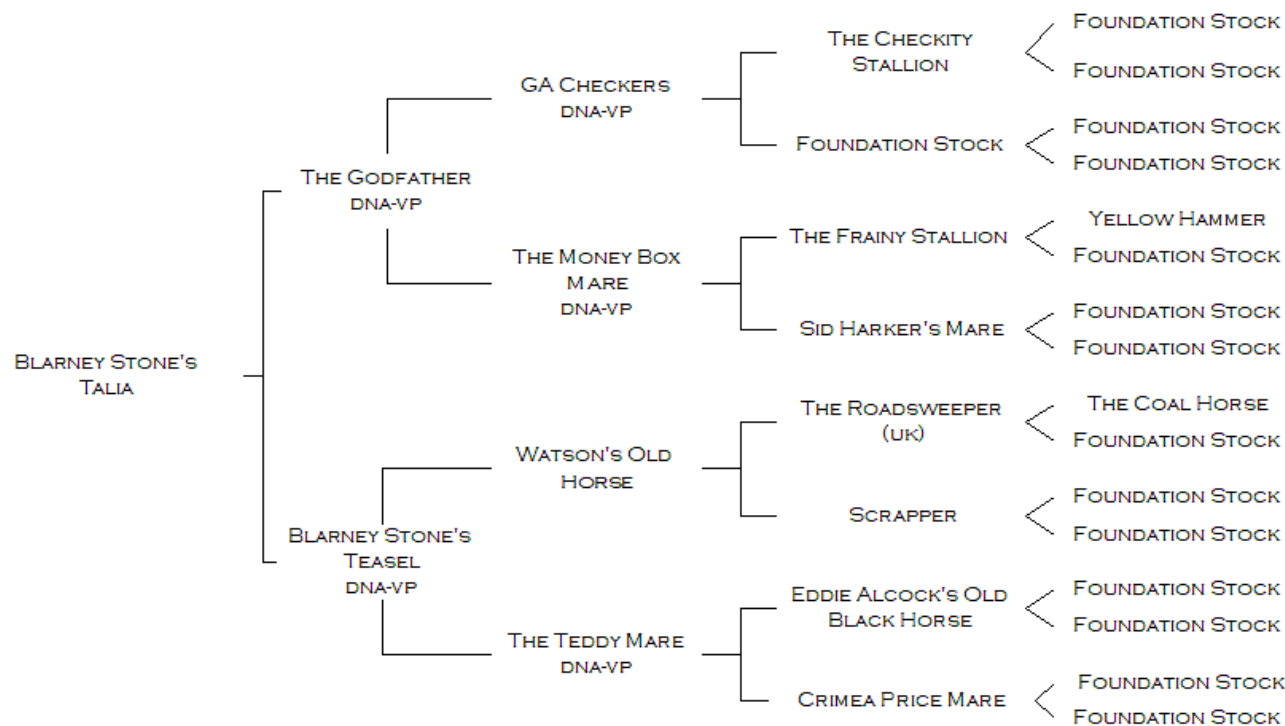 Blarney Stone's
Talia
The Godfather
DNA-VP
Blarney Stone's
Teasel
DNA-VP
GA Checkers
DNA-VP
The Money Box
Mare
DNA-VP
Watson's Old
Horse
The Teddy Mare
DNA-VP
The Checkity
Stallion
Foundation Stock
The Frainy Stallion
Sid Harker's Mare
The Roadsweeper
(UK)
Scrapper
Eddie Alcock's Old
Black Horse
Crimea Price Mare
Foundation Stock
Foundation Stock
Foundation Stock
Foundation Stock
Yellow Hammer
Foundation Stock
Foundation Stock
Foundation Stock
The Coal Horse
Foundation Stock
Foundation Stock
Foundation Stock
Foundation Stock
Foundation Stock
Foundation Stock
Foundation Stock